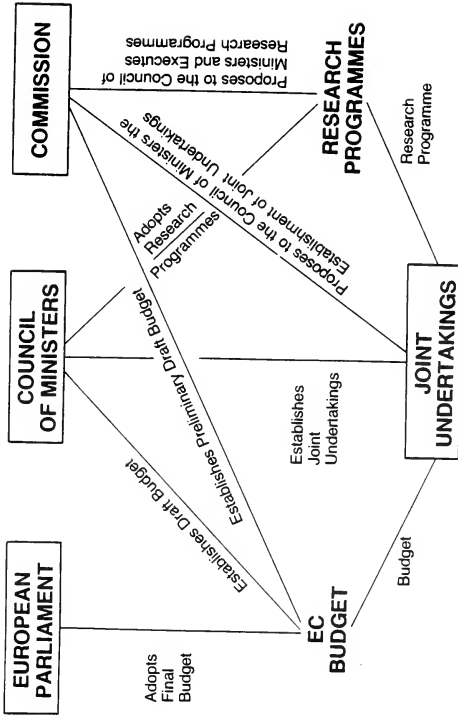 EUROPEAN
PARLIAMENT
COUNCIL
OF MINISTERS
COMMISSION
Adopts
Final
Budget
Establishes Draft Budget
Establishes Preliminary Draft Budget
Adopts
Research
Programmes
Proposes to the Council of Ministers the
Establishment of Joint Undertakings
Proposes to the Council of
Ministers and Executes
Research Programmes
Establishes
Joint
Undertakings
EC
BUDGET
RESEARCH
PROGRAMMES
Budget
Research
Programme
JOINT
UNDERTAKINGS